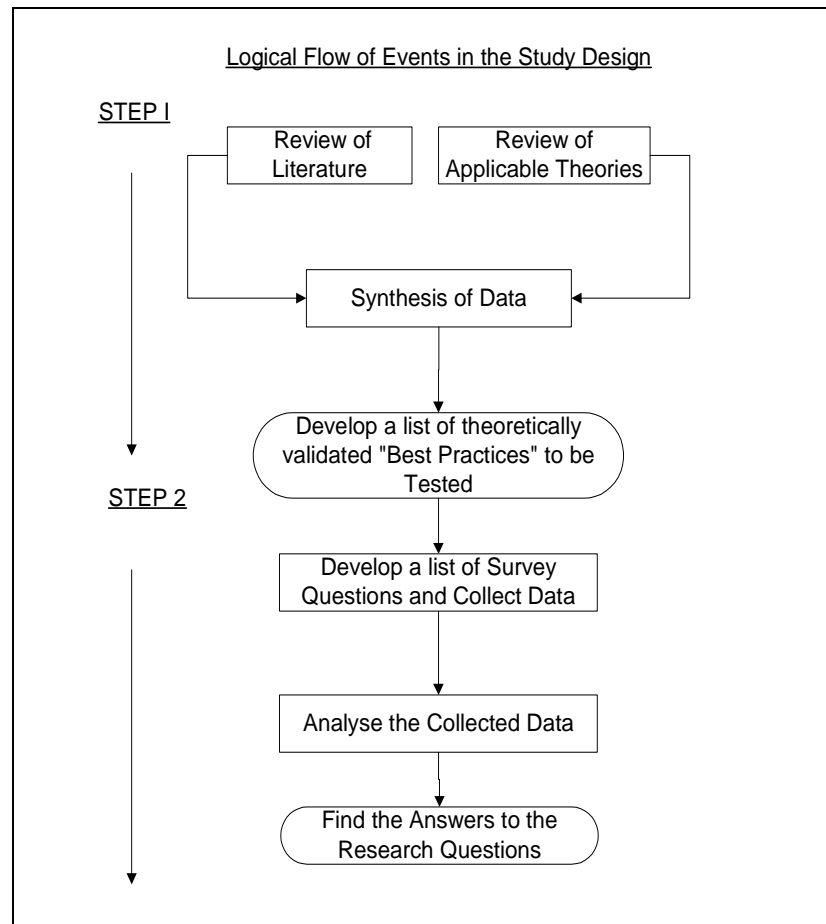 Logical Flow of Events in the Study Design
STEP I
Review of
Literature
Review of
Applicable Theories
Synthesis of Data
Develop a list of theoretically
validated "Best Practices" to be
Tested
STEP 2
Develop a list of Survey
Questions and Collect Data
Analyse the Collected Data
Find the Answers to the
Research Questions